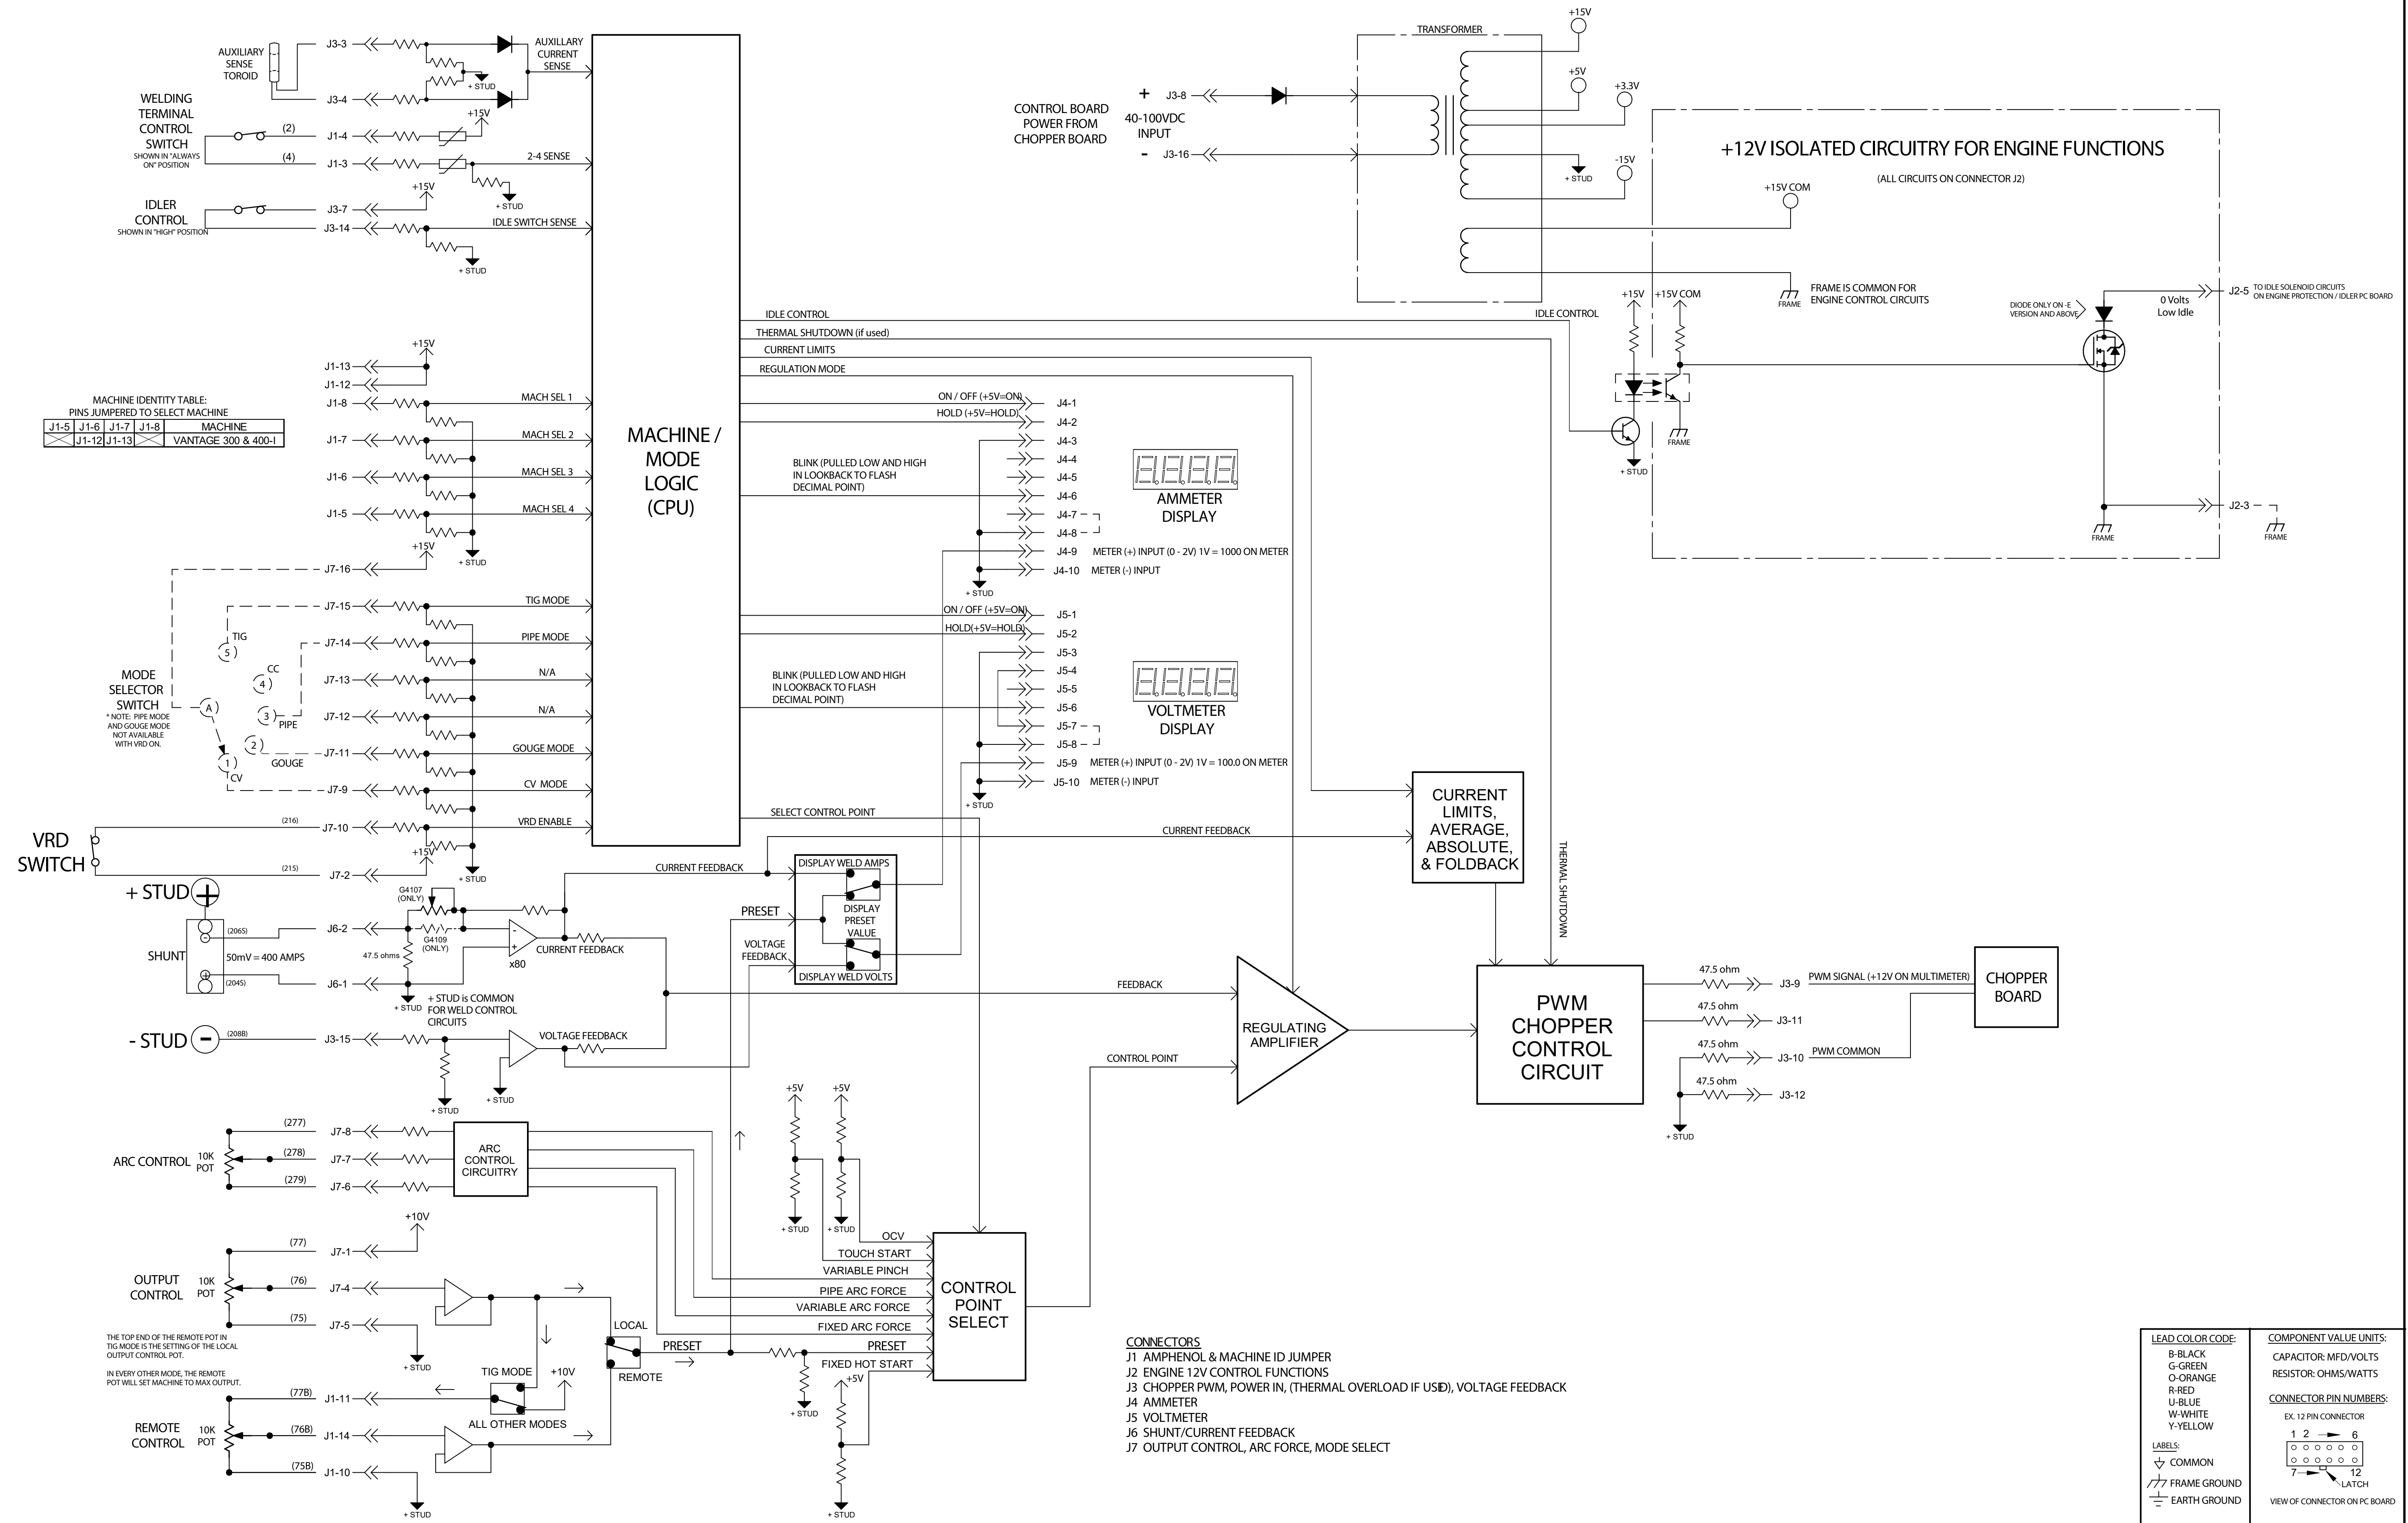 AUXILIARY
SENSE
TOROID
J3-3
J3-4
AUXILLARY
CURRENT
SENSE
+ STUD
WELDING
TERMINAL
CONTROL
SWITCH
SHOWN IN "ALWAYS
ON" POSITION
(2)
J1-4
+15V
(4)
J1-3
2-4 SENSE
+ STUD
IDLER
CONTROL
SHOWN IN "HIGH" POSITION
J3-7
+15V
J3-14
IDLE SWITCH SENSE
+ STUD
+15V
J1-13
J1-12
J1-8
MACH SEL 1
J1-7
MACH SEL 2
J1-6
MACH SEL 3
J1-5
MACH SEL 4
+ STUD
MACHINE IDENTITY TABLE:
PINS JUMPERED TO SELECT MACHINE
J1-5 J1-6 J1-7 J1-8 MACHINE
J1-12 J1-13 VANTAGE 300 & 400-I
+15V
J7-16
J7-15
TIG MODE
J7-14
PIPE MODE
J7-13
N/A
J7-12
N/A
J7-11
GOUGE MODE
J7-9
CV MODE
J7-10
VRD ENABLE
MODE
SELECTOR
SWITCH
* NOTE: PIPE MODE
AND GOUGE MODE
NOT AVAILABLE
WITH VRD ON.
TIG
5
CC
4
A
3
PIPE
2
GOUGE
1
CV
VRD
SWITCH
(216)
(215)
J7-2
+15V
+ STUD
MACHINE /
MODE
LOGIC
(CPU)
+ STUD
SHUNT
(206S)
50mV = 400 AMPS
(204S)
J6-2
J6-1
G4107
(ONLY)
G4109
(ONLY)
47.5 ohms
-
+
x80
CURRENT FEEDBACK
+ STUD
+ STUD is COMMON
FOR WELD CONTROL
CIRCUITS
- STUD
(208B)
J3-15
VOLTAGE FEEDBACK
+ STUD
+ STUD
ARC CONTROL
10K
POT
(277)
J7-8
(278)
J7-7
(279)
J7-6
ARC
CONTROL
CIRCUITRY
OUTPUT
CONTROL
10K
POT
(77)
J7-1
+10V
(76)
J7-4
(75)
J7-5
+ STUD
THE TOP END OF THE REMOTE POT IN
TIG MODE IS THE SETTING OF THE LOCAL
OUTPUT CONTROL POT.
IN EVERY OTHER MODE, THE REMOTE
POT WILL SET MACHINE TO MAX OUTPUT.
REMOTE
CONTROL
10K
POT
(77B)
J1-11
(76B)
J1-14
(75B)
J1-10
+ STUD
TIG MODE
+10V
ALL OTHER MODES
LOCAL
REMOTE
PRESET
CURRENT FEEDBACK
PRESET
VOLTAGE
FEEDBACK
DISPLAY WELD AMPS
DISPLAY
PRESET
VALUE
DISPLAY WELD VOLTS
+5V
+5V
+ STUD
+ STUD
OCV
TOUCH START
VARIABLE PINCH
PIPE ARC FORCE
VARIABLE ARC FORCE
FIXED ARC FORCE
PRESET
FIXED HOT START
+5V
+ STUD
+ STUD
CONTROL
POINT
SELECT
TRANSFORMER
CONTROL BOARD
POWER FROM
CHOPPER BOARD
+
J3-8
40-100VDC
INPUT
-
J3-16
+15V
+5V
+3.3V
+ STUD
-15V
+12V ISOLATED CIRCUITRY FOR ENGINE FUNCTIONS
(ALL CIRCUITS ON CONNECTOR J2)
+15V COM
FRAME
FRAME IS COMMON FOR
ENGINE CONTROL CIRCUITS
+15V
+15V COM
FRAME
+ STUD
DIODE ONLY ON -E
VERSION AND ABOVE
0 Volts
Low Idle
J2-5
TO IDLE SOLENOID CIRCUITS
ON ENGINE PROTECTION / IDLER PC BOARD
J2-3
FRAME
FRAME
IDLE CONTROL
IDLE CONTROL
THERMAL SHUTDOWN (if used)
CURRENT LIMITS
REGULATION MODE
ON / OFF (+5V=ON)
J4-1
HOLD (+5V=HOLD)
J4-2
J4-3
J4-4
J4-5
BLINK (PULLED LOW AND HIGH
IN LOOKBACK TO FLASH
DECIMAL POINT)
J4-6
J4-7
J4-8
J4-9
METER (+) INPUT (0 - 2V) 1V = 1000 ON METER
J4-10
METER (-) INPUT
+ STUD
AMMETER
DISPLAY
ON / OFF (+5V=ON)
J5-1
HOLD(+5V=HOLD)
J5-2
J5-3
J5-4
J5-5
BLINK (PULLED LOW AND HIGH
IN LOOKBACK TO FLASH
DECIMAL POINT)
J5-6
J5-7
J5-8
J5-9
METER (+) INPUT (0 - 2V) 1V = 100.0 ON METER
J5-10
METER (-) INPUT
+ STUD
VOLTMETER
DISPLAY
SELECT CONTROL POINT
CURRENT FEEDBACK
CURRENT
LIMITS,
AVERAGE,
ABSOLUTE,
& FOLDBACK
THERMAL SHUTDOWN
FEEDBACK
CONTROL POINT
REGULATING
AMPLIFIER
PWM
CHOPPER
CONTROL
CIRCUIT
47.5 ohm
J3-9
PWM SIGNAL (+12V ON MULTIMETER)
47.5 ohm
J3-11
47.5 ohm
J3-10
PWM COMMON
47.5 ohm
J3-12
+ STUD
CHOPPER
BOARD
CONNECTORS
J1 AMPHENOL & MACHINE ID JUMPER
J2 ENGINE 12V CONTROL FUNCTIONS
J3 CHOPPER PWM, POWER IN, (THERMAL OVERLOAD IF USED), VOLTAGE FEEDBACK
J4 AMMETER
J5 VOLTMETER
J6 SHUNT/CURRENT FEEDBACK
J7 OUTPUT CONTROL, ARC FORCE, MODE SELECT
LEAD COLOR CODE:
B-BLACK
G-GREEN
O-ORANGE
R-RED
U-BLUE
W-WHITE
Y-YELLOW
LABELS:
COMMON
FRAME GROUND
EARTH GROUND
COMPONENT VALUE UNITS:
CAPACITOR: MFD/VOLTS
RESISTOR: OHMS/WATTS
CONNECTOR PIN NUMBERS:
EX. 12 PIN CONNECTOR
1 2 6
7 12
LATCH
VIEW OF CONNECTOR ON PC BOARD